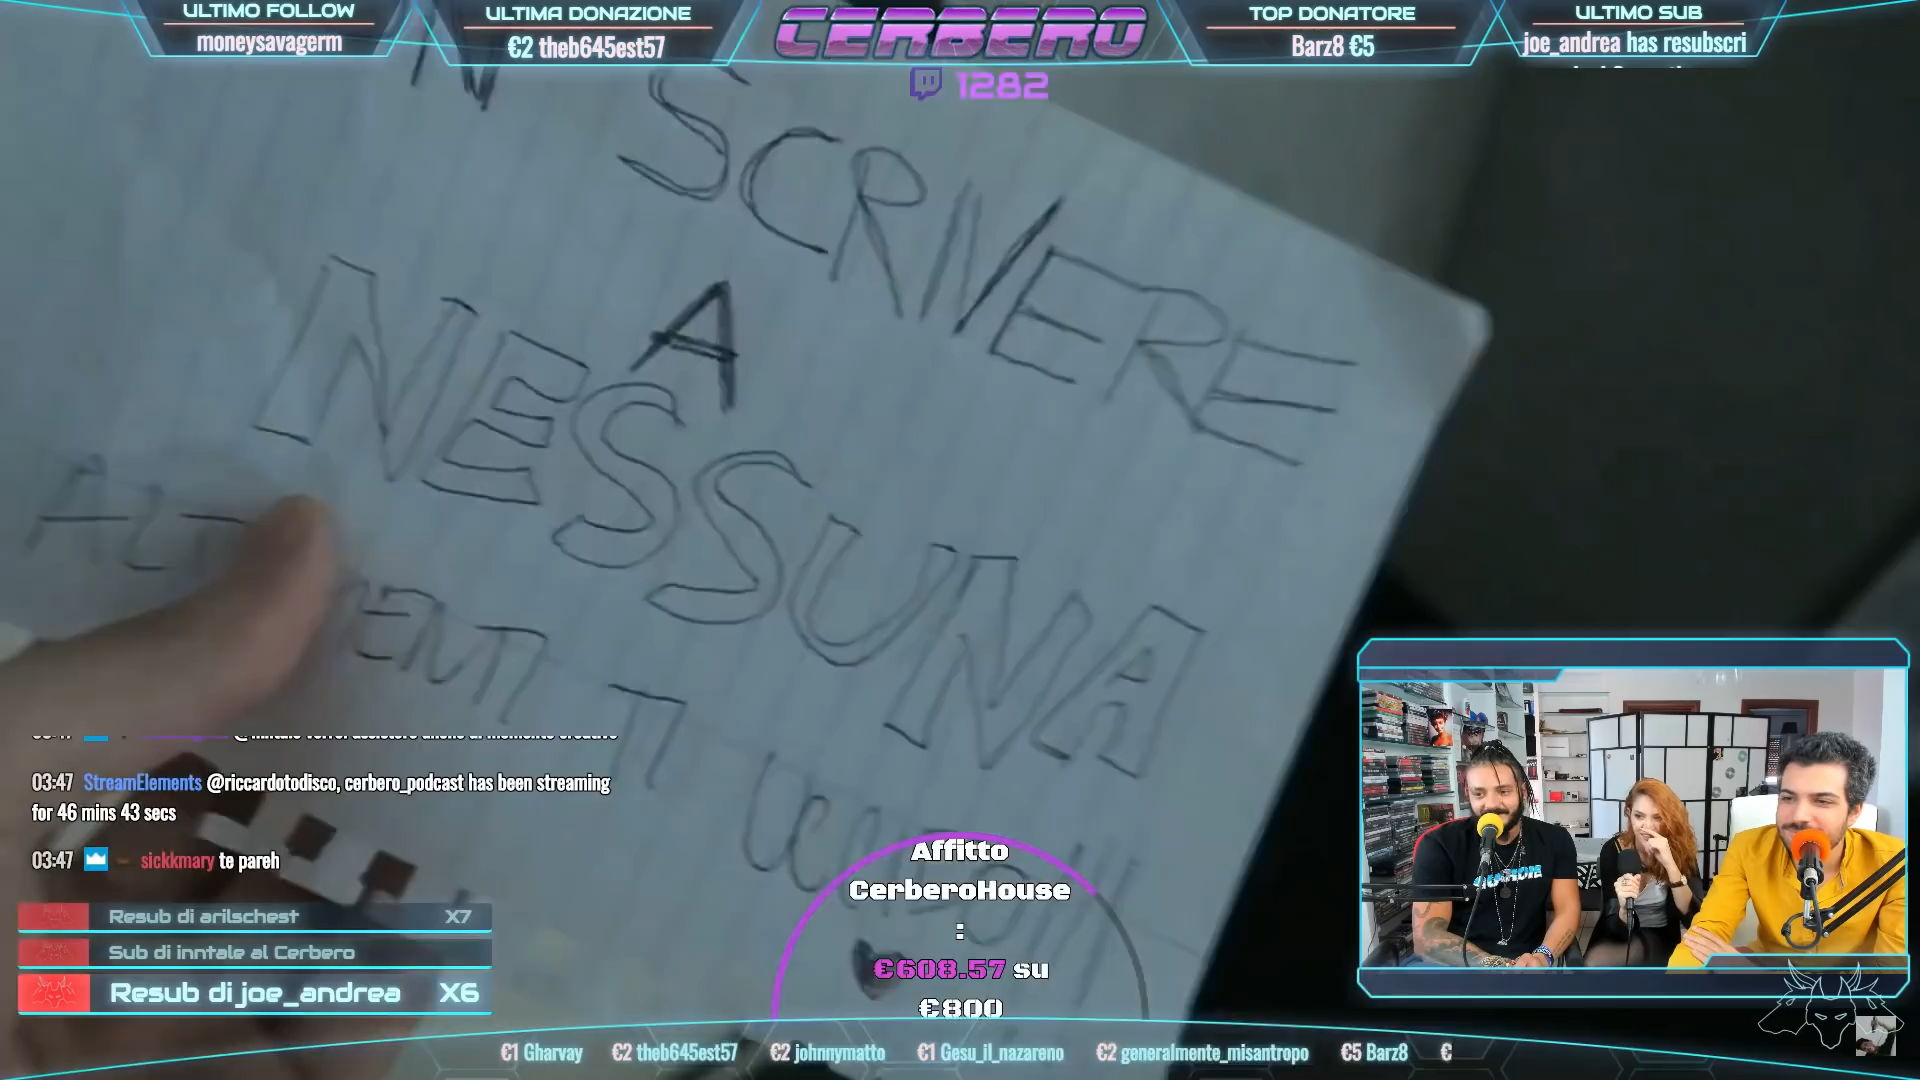 ULTIMO FOLLOW
moneysavagerm
ULTIMA DONAZIONE
€2 theb645est57
CERBERO
1282
TOP DONATORE
Barz8 €5
ULTIMO SUB
joe_andrea has resubscri
N SCRIVERE
A
NESSUNA
ALT
ENTI TI
03:47 StreamElements @riccardotodisco, cerbero_podcast has been streaming
for 46 mins 43 secs
03:47 sickkmary te pareh
Resub di arilschest X7
Sub di inntale al Cerbero
Resub di joe_andrea X6
Affitto
CerberoHouse
:
€608.57 su
€800
€1 Gharvay €2 theb645est57 €2 johnnymatto €1 Gesu_il_nazareno €2 generalmente_misantropo €5 Barz8 €